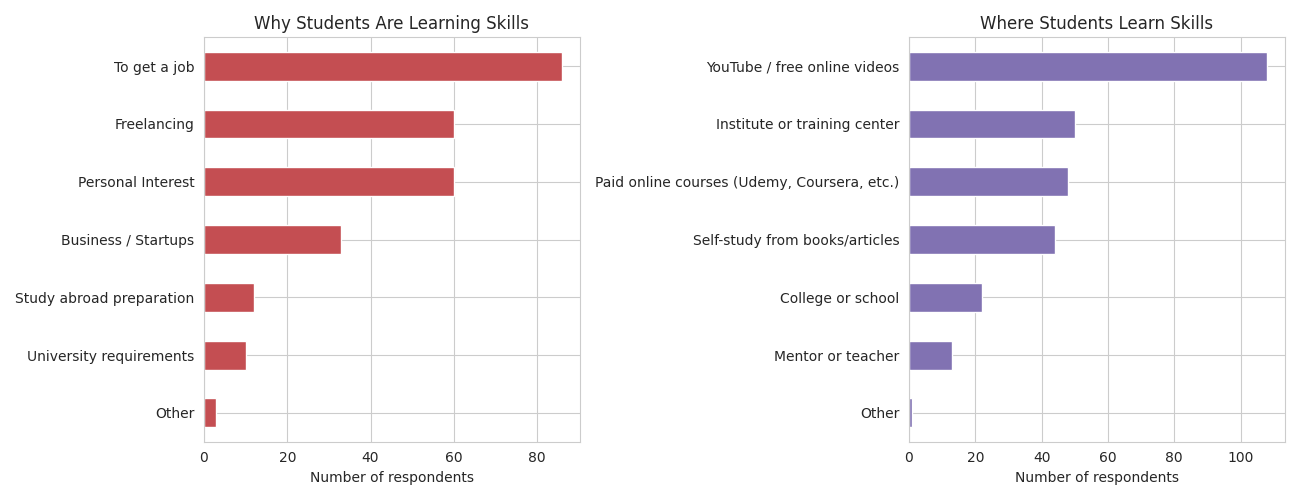 Why Students Are Learning Skills
To get a job
Freelancing
Personal Interest
Business / Startups
Study abroad preparation
University requirements
Other
0 20 40 60 80
Number of respondents
Where Students Learn Skills
YouTube / free online videos
Institute or training center
Paid online courses (Udemy, Coursera, etc.)
Self-study from books/articles
College or school
Mentor or teacher
Other
0 20 40 60 80 100
Number of respondents